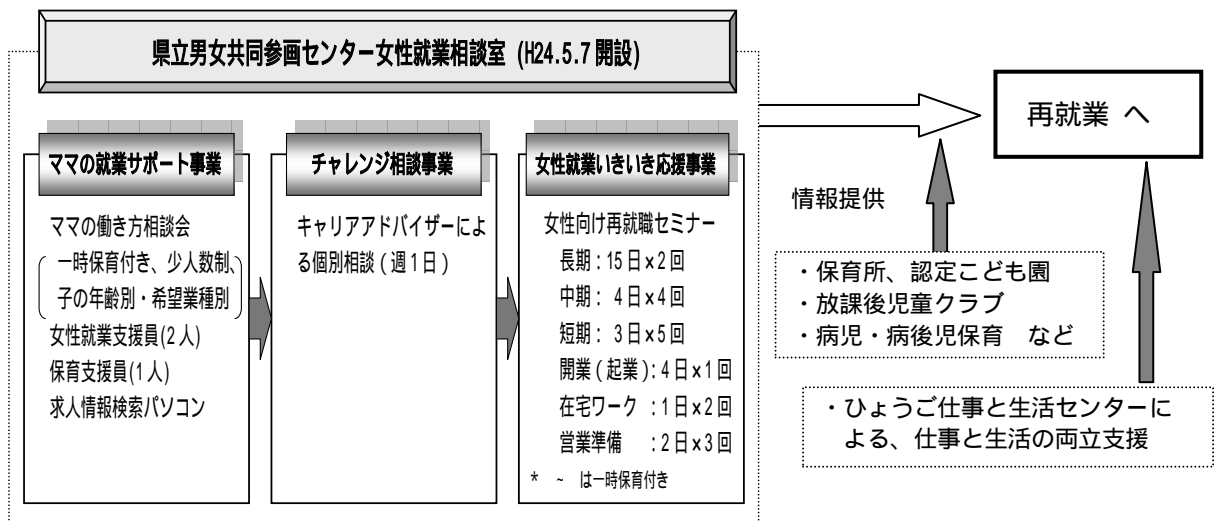 県立男女共同参画センター女性就業相談室 (H24.5.7 開設)
ママの就業サポート事業
ママの働き方相談会
一時保育付き、少人数制、
子の年齢別・希望業種別
女性就業支援員(2人)
保育支援員(1人)
求人情報検索パソコン
チャレンジ相談事業
キャリアアドバイザーによ
る個別相談(週1日)
女性就業いきいき応援事業
女性向け再就職セミナー
長期:15日×2回
中期: 4日×4回
短期: 3日×5回
開業(起業):4日×1回
在宅ワーク :1日×2回
営業準備 :2日×3回
* ~ は一時保育付き
再就業 へ
情報提供
・保育所、認定こども園
・放課後児童クラブ
・病児・病後児保育 など
・ひょうご仕事と生活センターに
よる、仕事と生活の両立支援